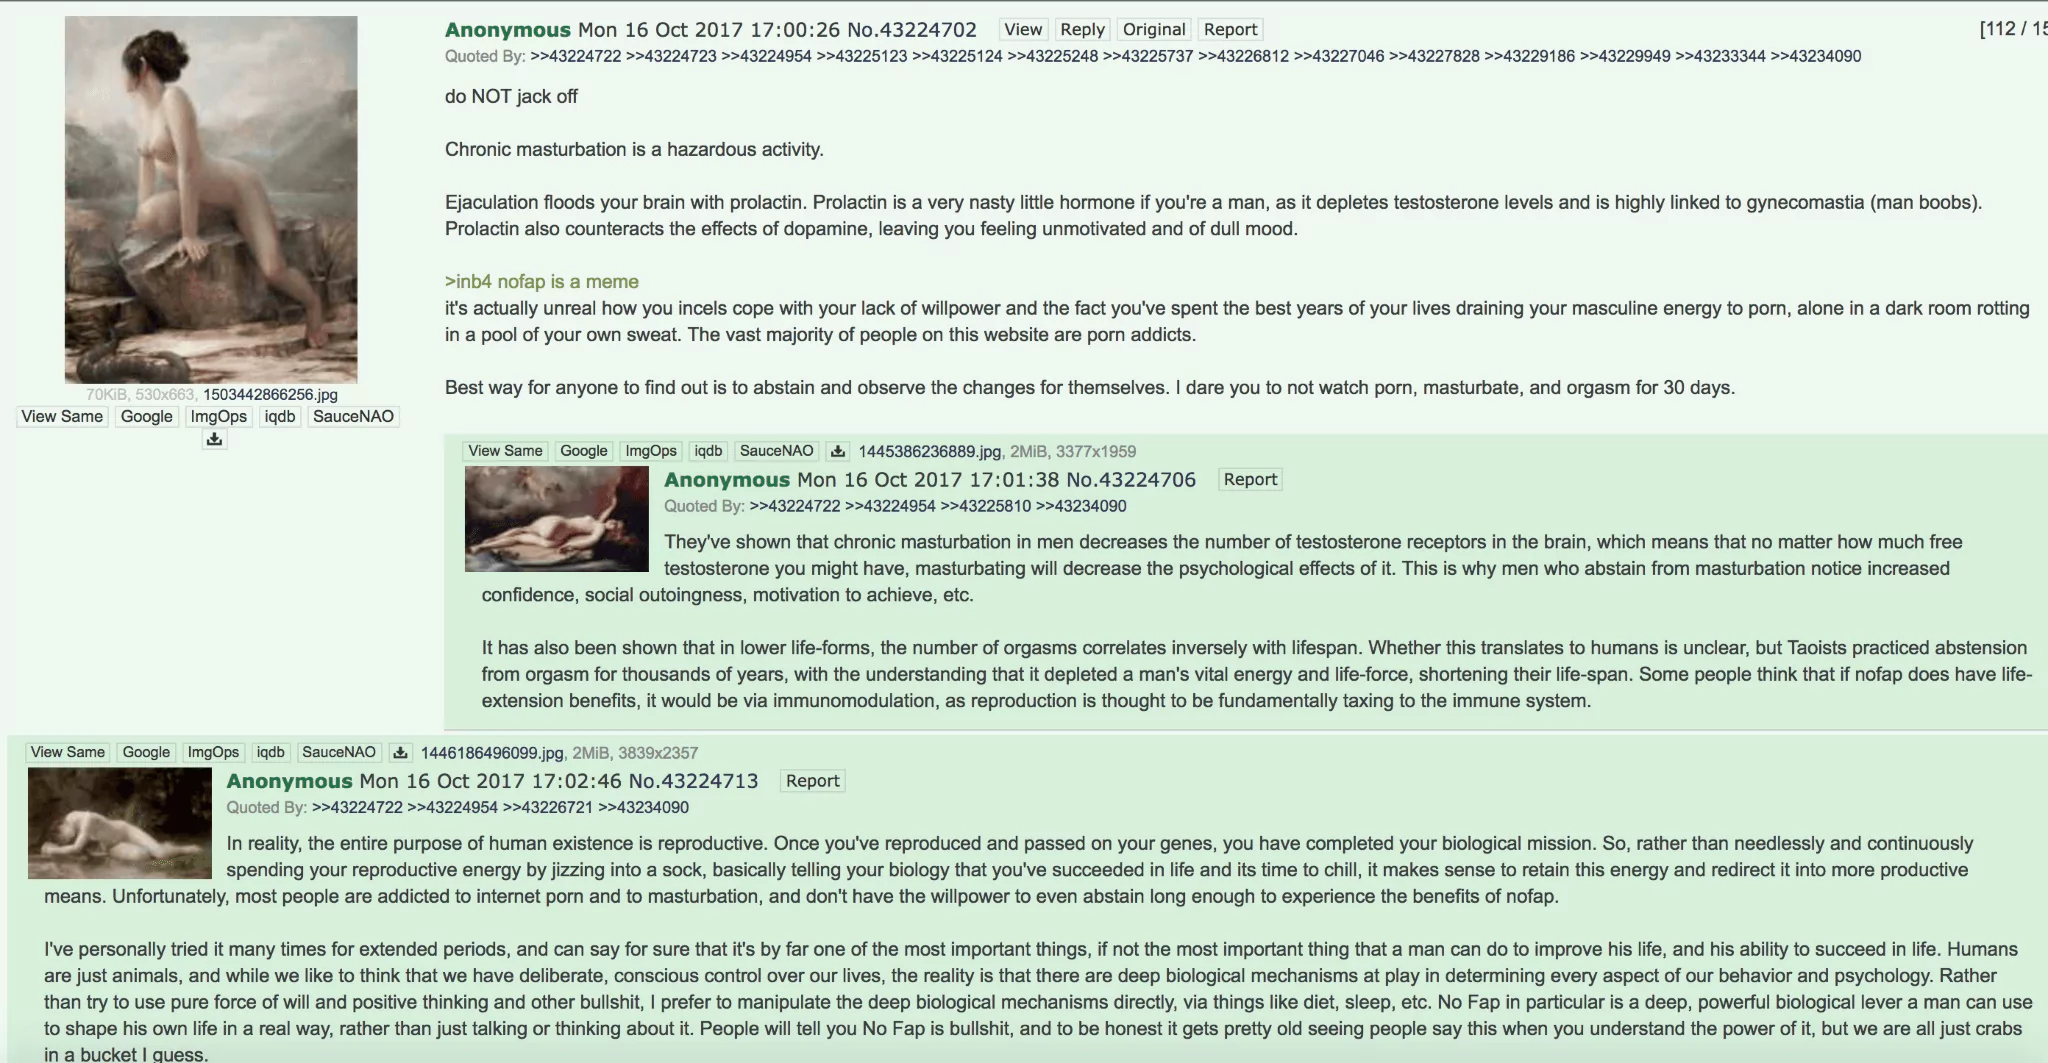 Anonymous Mon 16 Oct 2017 17:00:26 No.43224702 View Reply Original Report
[112 / 15
Quoted By: >>43224722 >>43224723 >>43224954 >>43225123 >>43225124 >>43225248 >>43225737 >>43226812 >>43227046 >>43227828 >>43229186 >>43229949 >>43233344 >>43234090
do NOT jack off
Chronic masturbation is a hazardous activity.
Ejaculation floods your brain with prolactin. Prolactin is a very nasty little hormone if you're a man, as it depletes testosterone levels and is highly linked to gynecomastia (man boobs).
Prolactin also counteracts the effects of dopamine, leaving you feeling unmotivated and of dull mood.
>inb4 nofap is a meme
it's actually unreal how you incels cope with your lack of willpower and the fact you've spent the best years of your lives draining your masculine energy to porn, alone in a dark room rotting
in a pool of your own sweat. The vast majority of people on this website are porn addicts.
Best way for anyone to find out is to abstain and observe the changes for themselves. I dare you to not watch porn, masturbate, and orgasm for 30 days.
70KiB, 530x663, 1503442866256.jpg
View Same Google ImgOps iqdb SauceNAO
View Same Google ImgOps iqdb SauceNAO 1445386236889.jpg, 2MiB, 3377x1959
Anonymous Mon 16 Oct 2017 17:01:38 No.43224706 Report
Quoted By: >>43224722 >>43224954 >>43225810 >>43234090
They've shown that chronic masturbation in men decreases the number of testosterone receptors in the brain, which means that no matter how much free
testosterone you might have, masturbating will decrease the psychological effects of it. This is why men who abstain from masturbation notice increased
confidence, social outoingness, motivation to achieve, etc.
It has also been shown that in lower life-forms, the number of orgasms correlates inversely with lifespan. Whether this translates to humans is unclear, but Taoists practiced abstension
from orgasm for thousands of years, with the understanding that it depleted a man's vital energy and life-force, shortening their life-span. Some people think that if nofap does have life-
extension benefits, it would be via immunomodulation, as reproduction is thought to be fundamentally taxing to the immune system.
View Same Google ImgOps iqdb SauceNAO 1446186496099.jpg, 2MiB, 3839x2357
Anonymous Mon 16 Oct 2017 17:02:46 No.43224713 Report
Quoted By: >>43224722 >>43224954 >>43226721 >>43234090
In reality, the entire purpose of human existence is reproductive. Once you've reproduced and passed on your genes, you have completed your biological mission. So, rather than needlessly and continuously
spending your reproductive energy by jizzing into a sock, basically telling your biology that you've succeeded in life and its time to chill, it makes sense to retain this energy and redirect it into more productive
means. Unfortunately, most people are addicted to internet porn and to masturbation, and don't have the willpower to even abstain long enough to experience the benefits of nofap.
I've personally tried it many times for extended periods, and can say for sure that it's by far one of the most important things, if not the most important thing that a man can do to improve his life, and his ability to succeed in life. Humans
are just animals, and while we like to think that we have deliberate, conscious control over our lives, the reality is that there are deep biological mechanisms at play in determining every aspect of our behavior and psychology. Rather
than try to use pure force of will and positive thinking and other bullshit, I prefer to manipulate the deep biological mechanisms directly, via things like diet, sleep, etc. No Fap in particular is a deep, powerful biological lever a man can use
to shape his own life in a real way, rather than just talking or thinking about it. People will tell you No Fap is bullshit, and to be honest it gets pretty old seeing people say this when you understand the power of it, but we are all just crabs
in a bucket I guess.